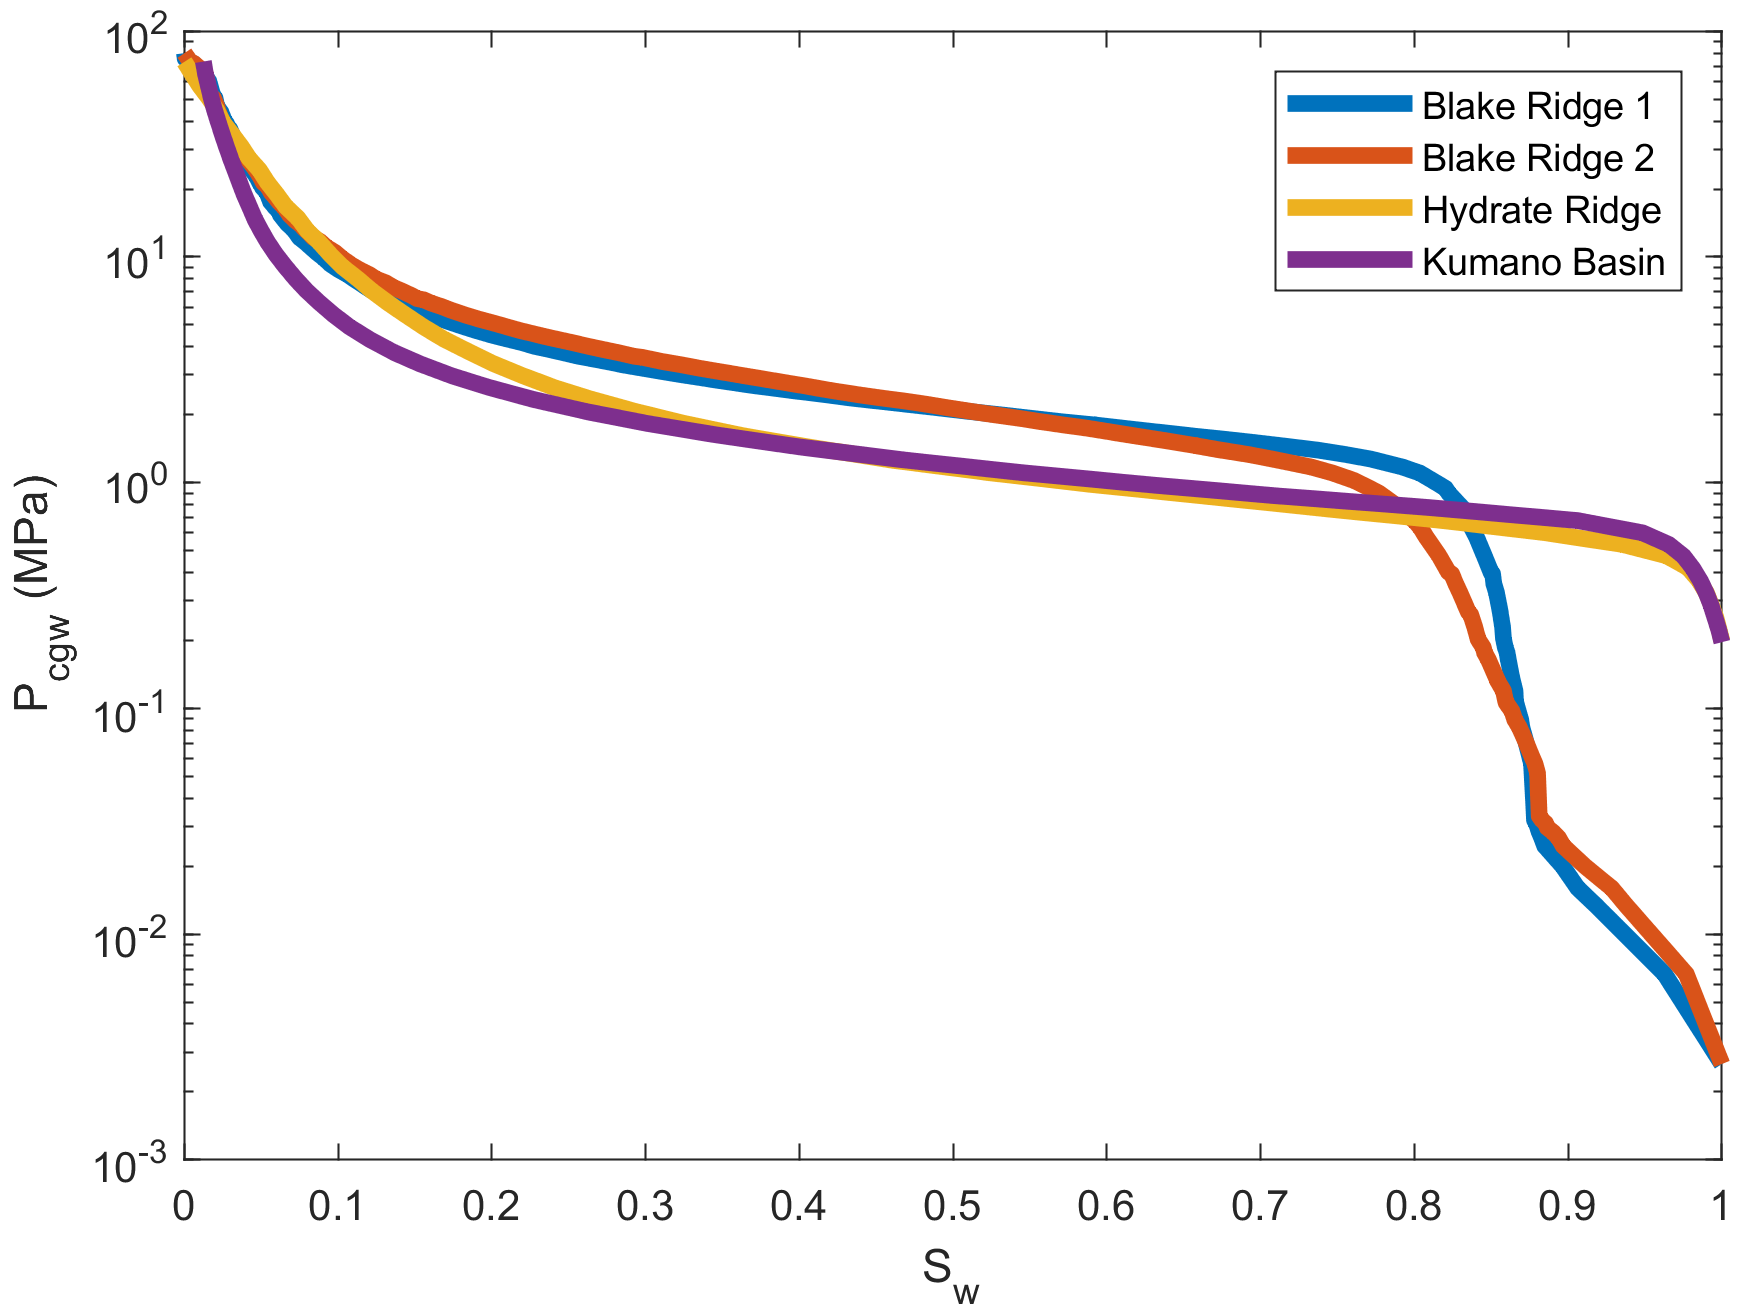 10^2
10^1
10^0
10^-1
10^-2
10^-3
P_cgw (MPa)
Blake Ridge 1
Blake Ridge 2
Hydrate Ridge
Kumano Basin
0 0.1 0.2 0.3 0.4 0.5 0.6 0.7 0.8 0.9 1
S_w